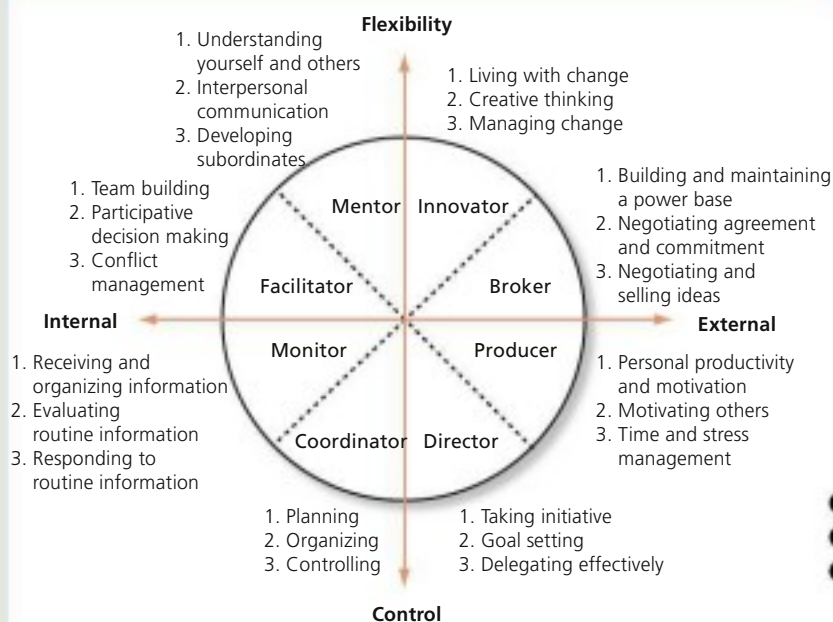 Flexibility
1. Understanding
yourself and others
2. Interpersonal
communication
3. Developing
subordinates
1. Living with change
2. Creative thinking
3. Managing change
1. Team building
2. Participative
decision making
3. Conflict
management
1. Building and maintaining
a power base
2. Negotiating agreement
and commitment
3. Negotiating and
selling ideas
Mentor
Innovator
Facilitator
Broker
Internal
External
Monitor
Producer
Coordinator
Director
1. Receiving and
organizing information
2. Evaluating
routine information
3. Responding to
routine information
1. Personal productivity
and motivation
2. Motivating others
3. Time and stress
management
1. Planning
2. Organizing
3. Controlling
1. Taking initiative
2. Goal setting
3. Delegating effectively
Control